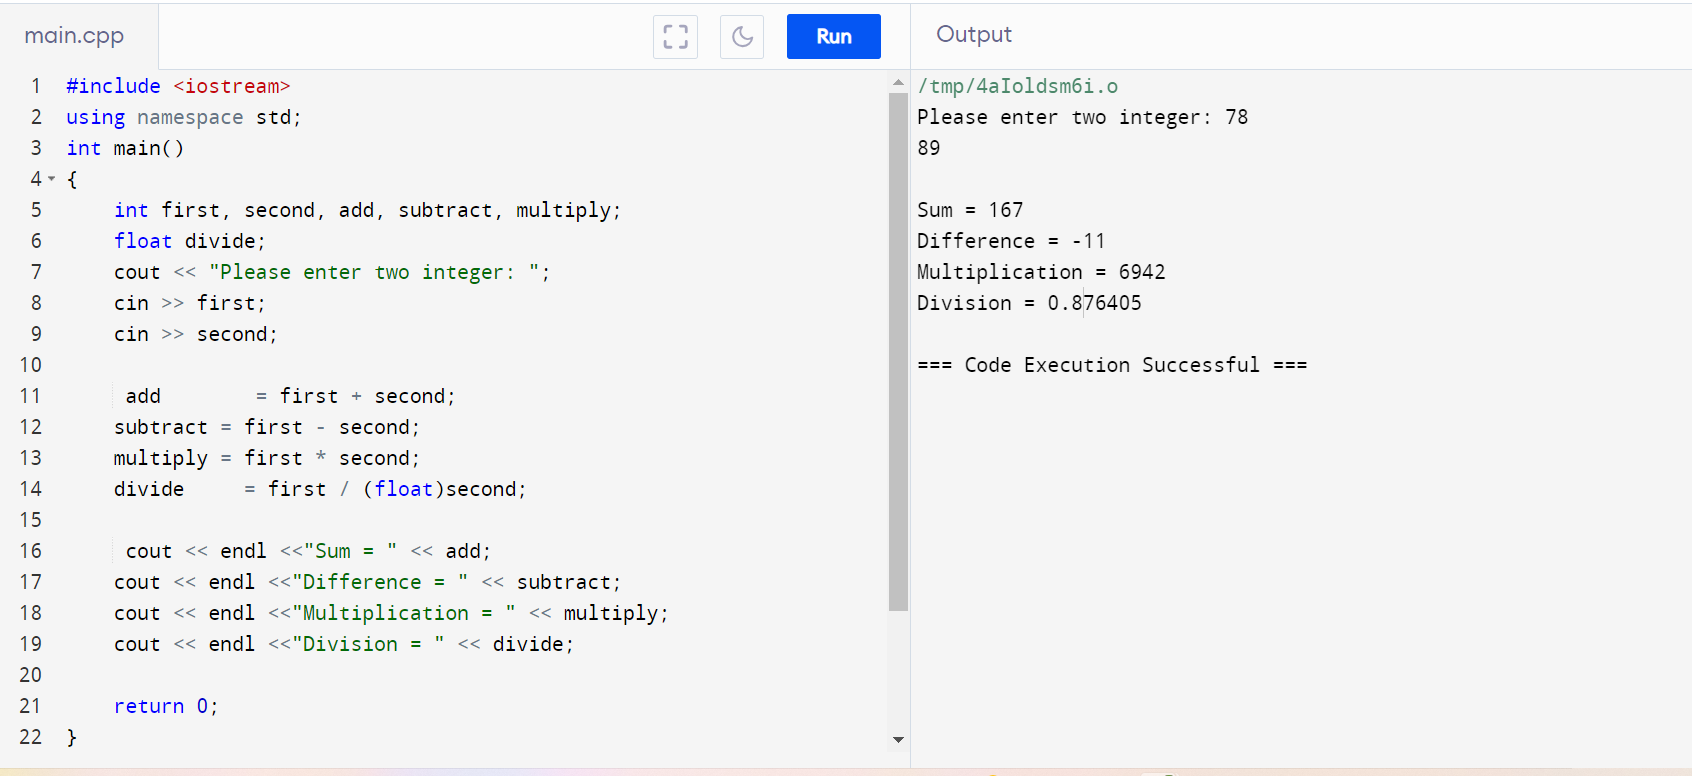 main.cpp
Run
Output
1 #include <iostream>
2 using namespace std;
3 int main()
4 {
5 int first, second, add, subtract, multiply;
6 float divide;
7 cout << "Please enter two integer: ";
8 cin >> first;
9 cin >> second;
10
11 add = first + second;
12 subtract = first - second;
13 multiply = first * second;
14 divide = first / (float)second;
15
16 cout << endl <<"Sum = " << add;
17 cout << endl <<"Difference = " << subtract;
18 cout << endl <<"Multiplication = " << multiply;
19 cout << endl <<"Division = " << divide;
20
21 return 0;
22 }
/tmp/4aIoldsm6i.o
Please enter two integer: 78
89
Sum = 167
Difference = -11
Multiplication = 6942
Division = 0.876405
=== Code Execution Successful ===